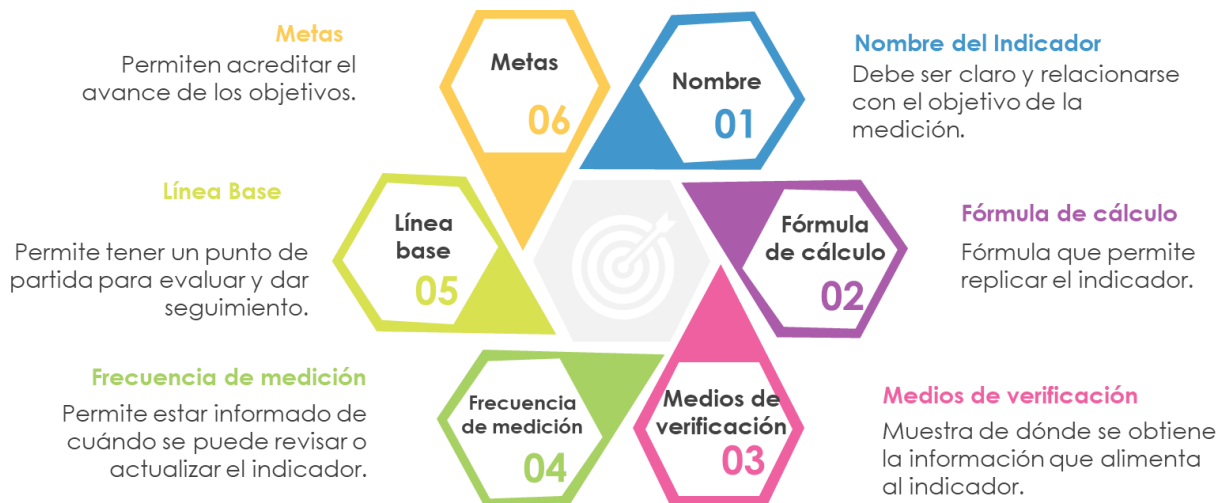 Nombre
01
Nombre del Indicador
Debe ser claro y relacionarse
con el objetivo de la
medición.
Fórmula
de cálculo
02
Fórmula de cálculo
Fórmula que permite
replicar el indicador.
Medios de
verificación
03
Medios de verificación
Muestra de dónde se obtiene
la información que alimenta
al indicador.
Frecuencia
de medición
04
Frecuencia de medición
Permite estar informado de
cuándo se puede revisar o
actualizar el indicador.
Línea
base
05
Línea Base
Permite tener un punto de
partida para evaluar y dar
seguimiento.
Metas
06
Metas
Permiten acreditar el
avance de los objetivos.